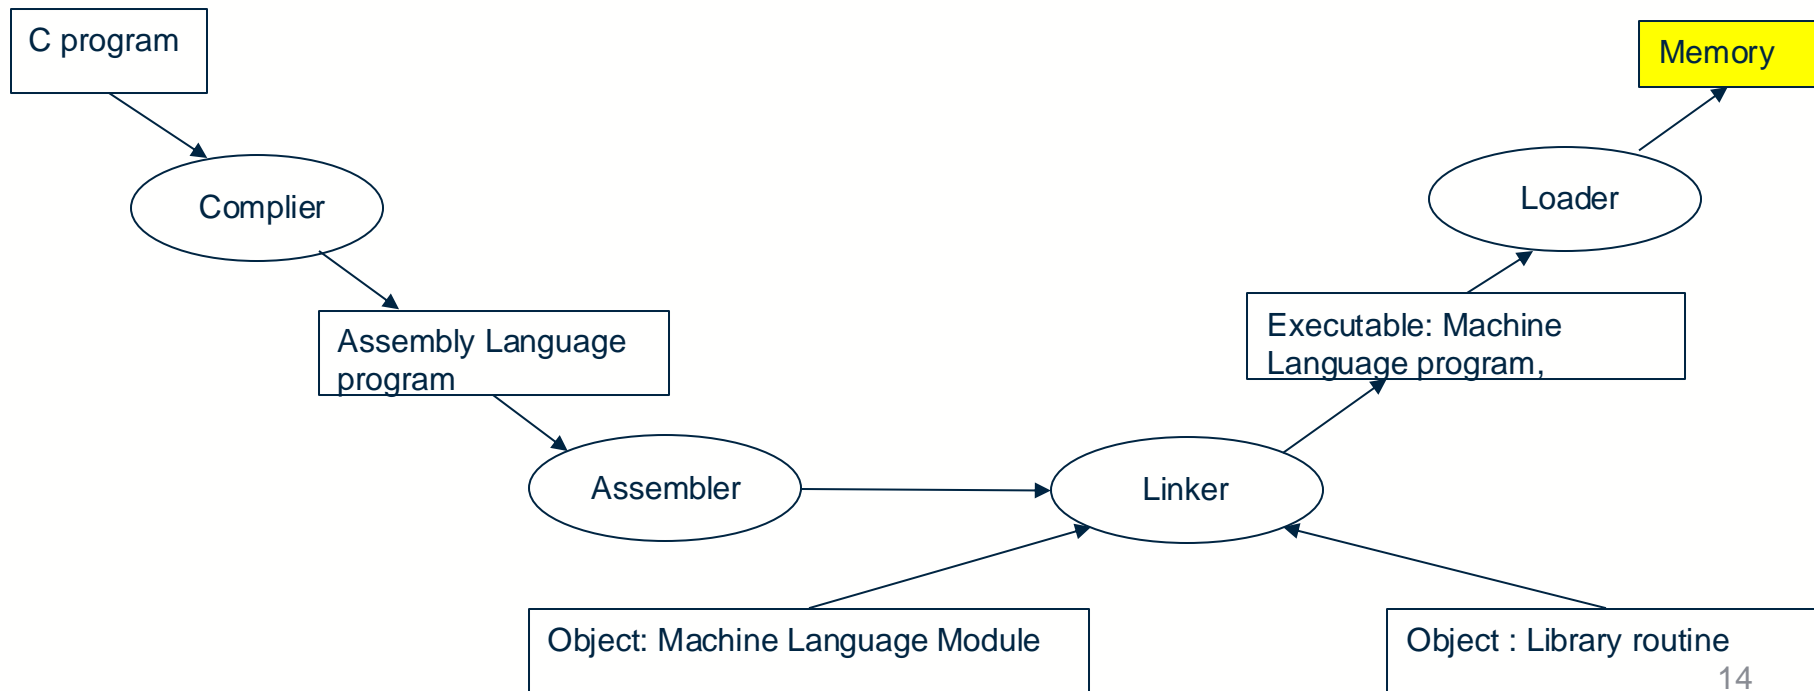 C program
Memory
Complier
Loader
Assembly Language
program
Executable: Machine
Language program,
Assembler
Linker
Object: Machine Language Module
Object : Library routine
14